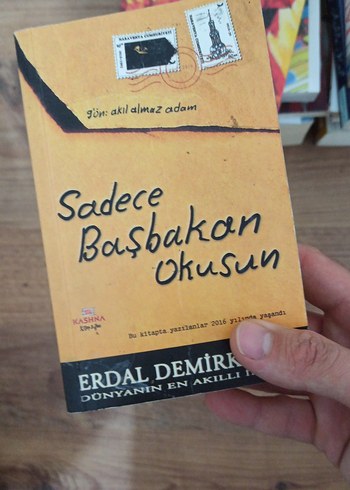 gön: akıl almaz adam
Sadece
Başbakan
Okusun
KASHNA
Bu kitapta yazılanlar 2016 yılında yaşandı
ERDAL DEMİRK
DÜNYANIN EN AKILLI